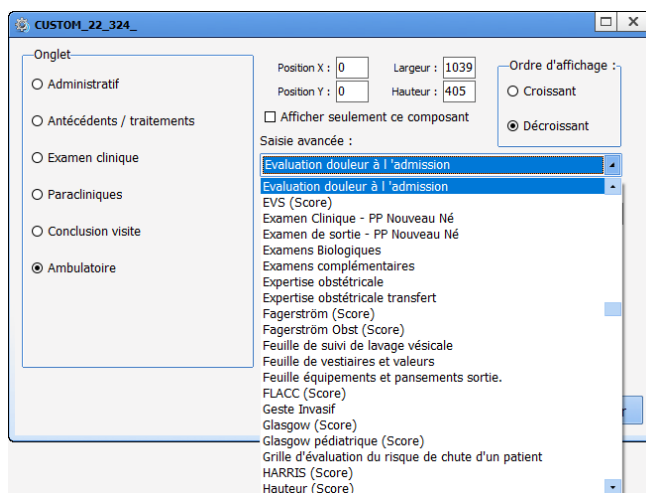 CUSTOM_22_324_
Onglet
Administratif
Antécédents / traitements
Examen clinique
Paracliniques
Conclusion visite
Ambulatoire
Position X : 0 Largeur : 1039
Position Y : 0 Hauteur : 405
Afficher seulement ce composant
Ordre d'affichage :
Croissant
Décroissant
Saisie avancée :
Evaluation douleur à l 'admission
Evaluation douleur à l 'admission
EVS (Score)
Examen Clinique - PP Nouveau Né
Examen de sortie - PP Nouveau Né
Examens Biologiques
Examens complémentaires
Expertise obstétricale
Expertise obstétricale transfert
Fagerström (Score)
Fagerström Obst (Score)
Feuille de suivi de lavage vésicale
Feuille de vestiaires et valeurs
Feuille équipements et pansements sortie.
FLACC (Score)
Geste Invasif
Glasgow (Score)
Glasgow pédiatrique (Score)
Grille d'évaluation du risque de chute d'un patient
HARRIS (Score)
Hauteur (Score)